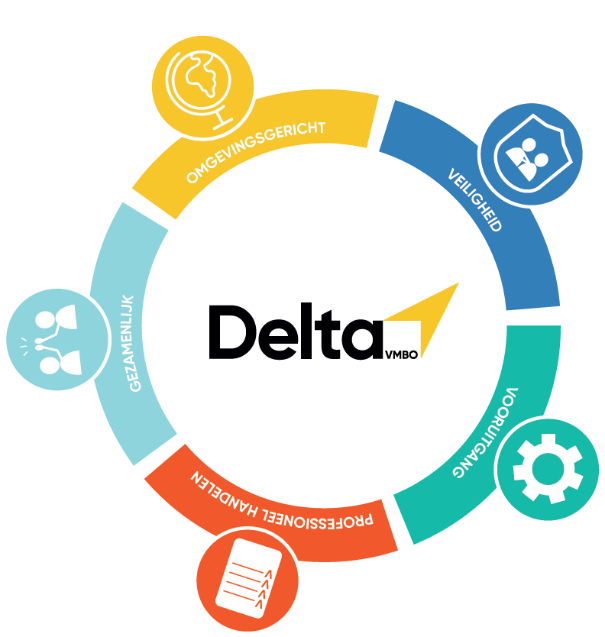 OMGEVINGSGERICHT
VEILIGHEID
VOORUITGANG
PROFESSIONEEL HANDELEN
GEZAMENLIJK
Delta
VMBO